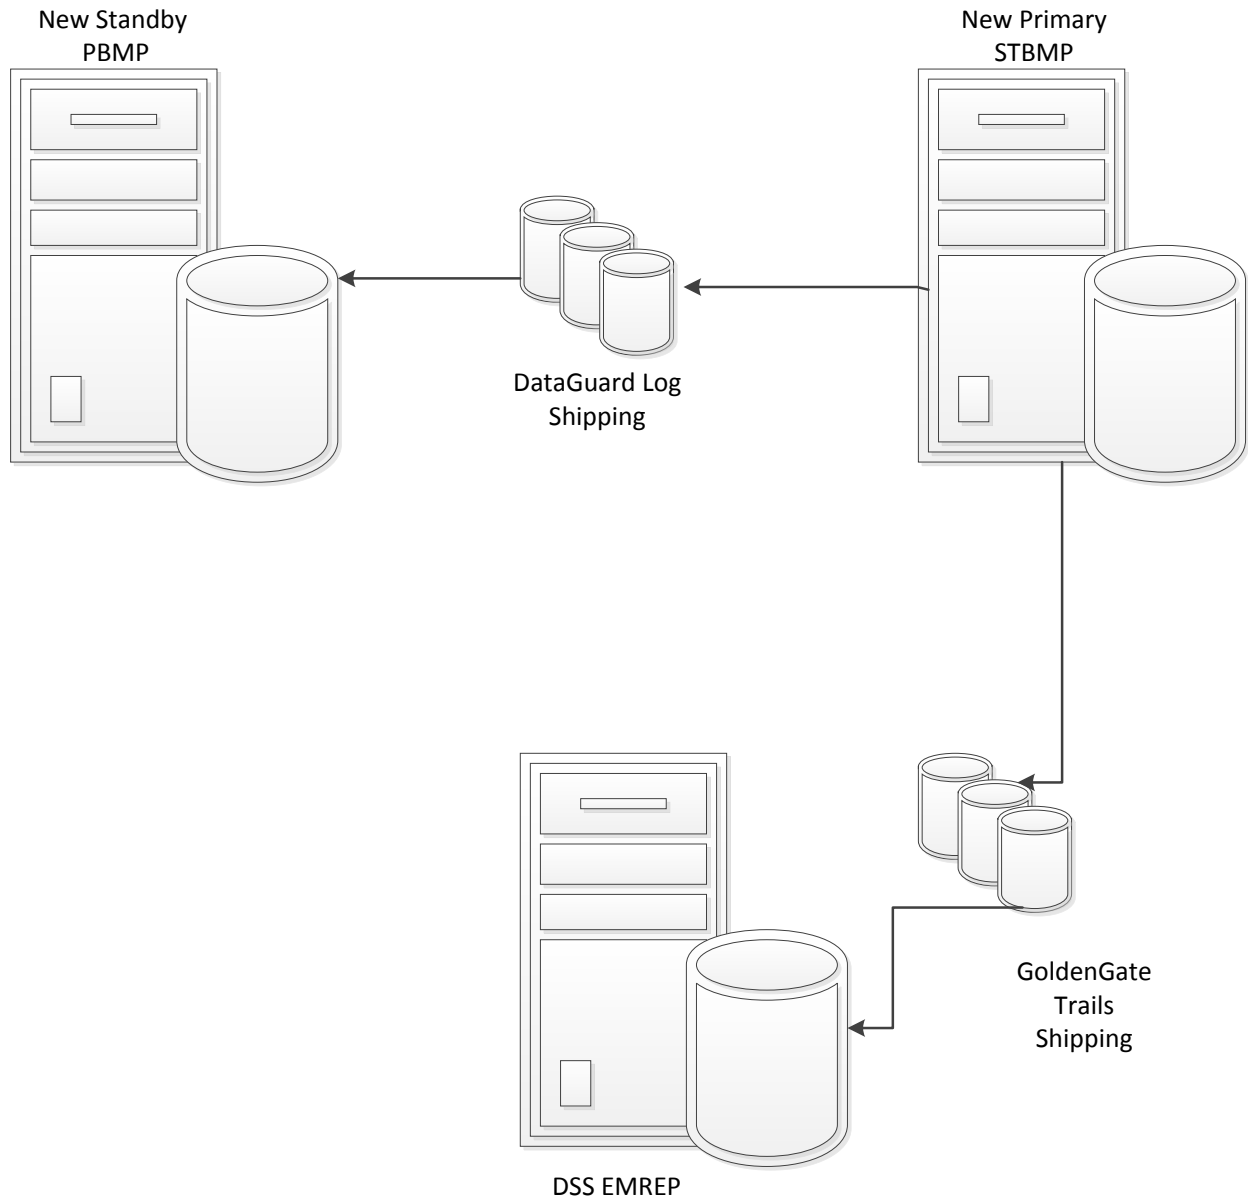 New Standby
PBMP
New Primary
STBMP
DataGuard Log
Shipping
GoldenGate
Trails
Shipping
DSS EMREP